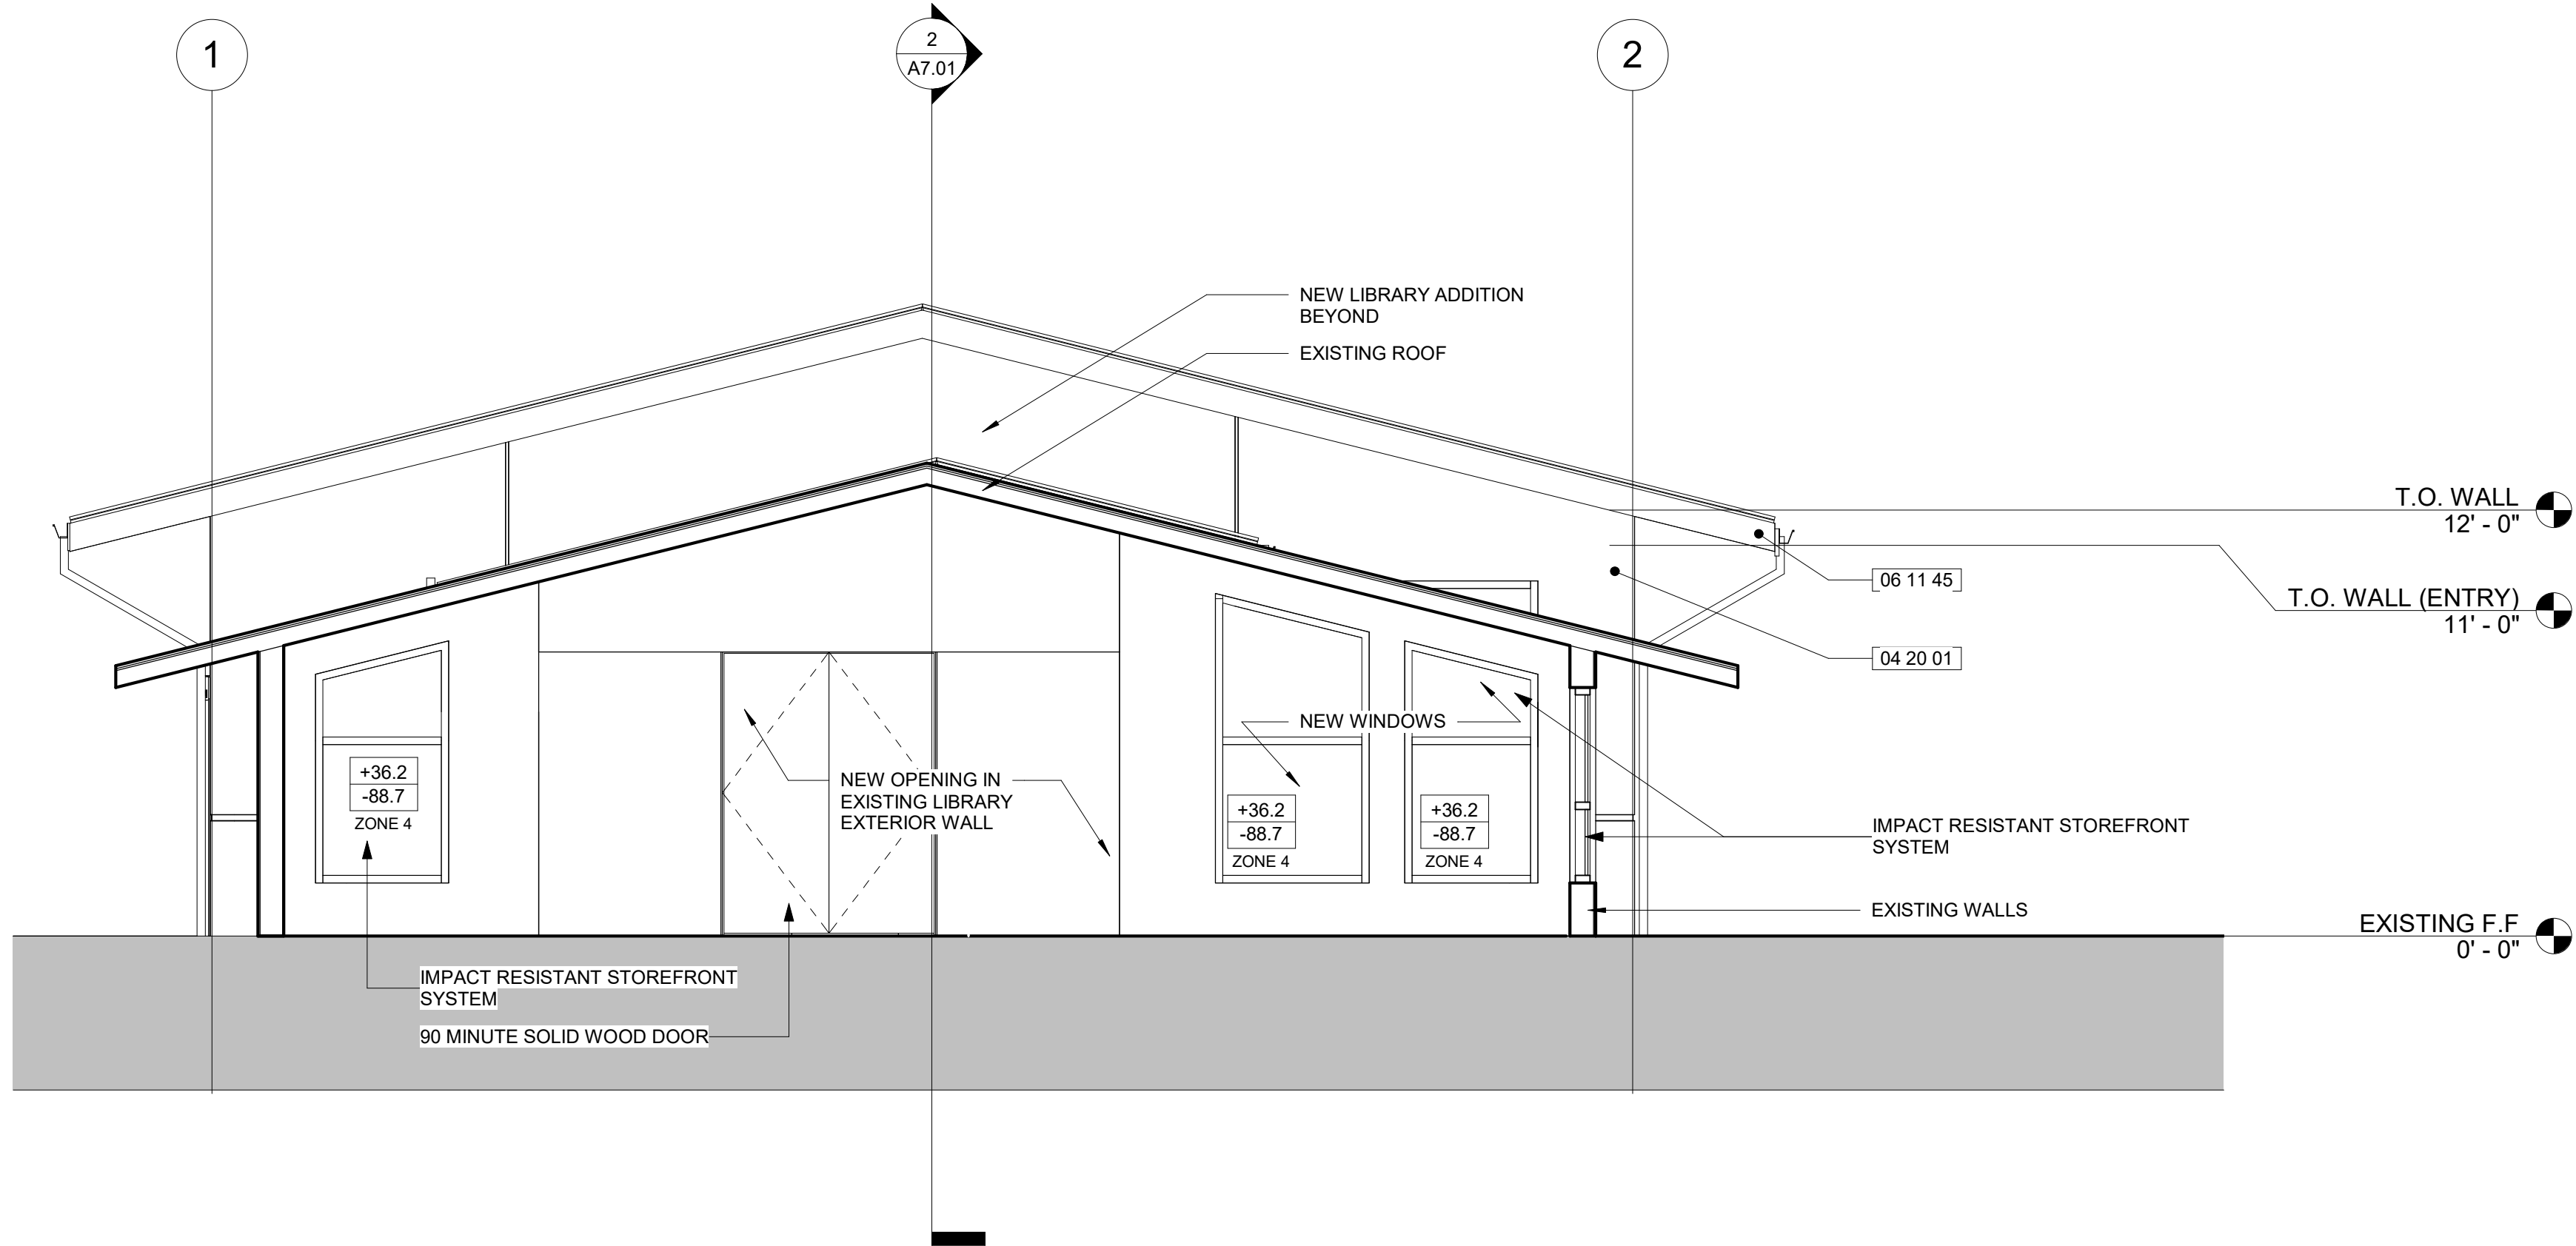 1
2
A7.01
2
NEW LIBRARY ADDITION
BEYOND
EXISTING ROOF
T.O. WALL
12' - 0"
06 11 45
T.O. WALL (ENTRY)
11' - 0"
04 20 01
NEW WINDOWS
+36.2
-88.7
ZONE 4
NEW OPENING IN
EXISTING LIBRARY
EXTERIOR WALL
+36.2
-88.7
ZONE 4
+36.2
-88.7
ZONE 4
IMPACT RESISTANT STOREFRONT
SYSTEM
EXISTING WALLS
EXISTING F.F
0' - 0"
IMPACT RESISTANT STOREFRONT
SYSTEM
90 MINUTE SOLID WOOD DOOR